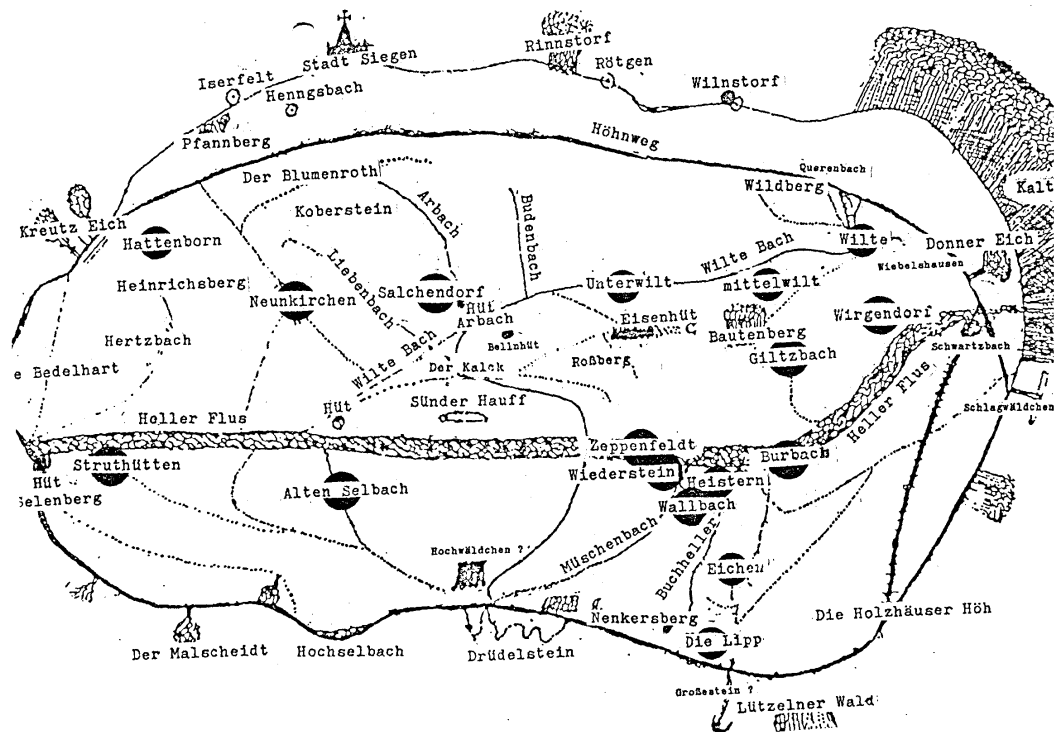 Stadt Siegen
Rinnstorf
Iserfelt
Rötgen
Henngsbach
Wilnstorf
Pfannberg
Höhnweg
Querenbach
Der Blumenroth
Wildberg
Kalt
Koberstein
Arbach
Budenbach
Kreutz Eich
Hattenborn
Wilte
Donner Eich
Wilte Bach
Wiebelshausen
Heinrichsberg
Liebenbach
Neunkirchen
Salchendorf
Unterwilt
mittelwilt
Hüt
Arbach
Eisenhüt
Wirgendorf
Hertzbach
Bellnhüt
Bautenberg
Schwartzbach
Wilte Bach
Roßberg
Giltzbach
e Bedelhart
Der Kalck
Hüt
Sünder Hauff
Heller Flus
Schlagwäldchen
Heller Flus
Zeppenfeldt
Burbach
Struthütten
Wiederstein
Heistern
Hüt
Selenberg
Alten Selbach
Wallbach
Hochwäldchen ?
Müschenbach
Buchheller
Eichen
Nenkersberg
Die Holzhäuser Höh
Die Lipp
Der Malscheidt
Hochselbach
Drüdelstein
Großestein ?
Lützelner Wald